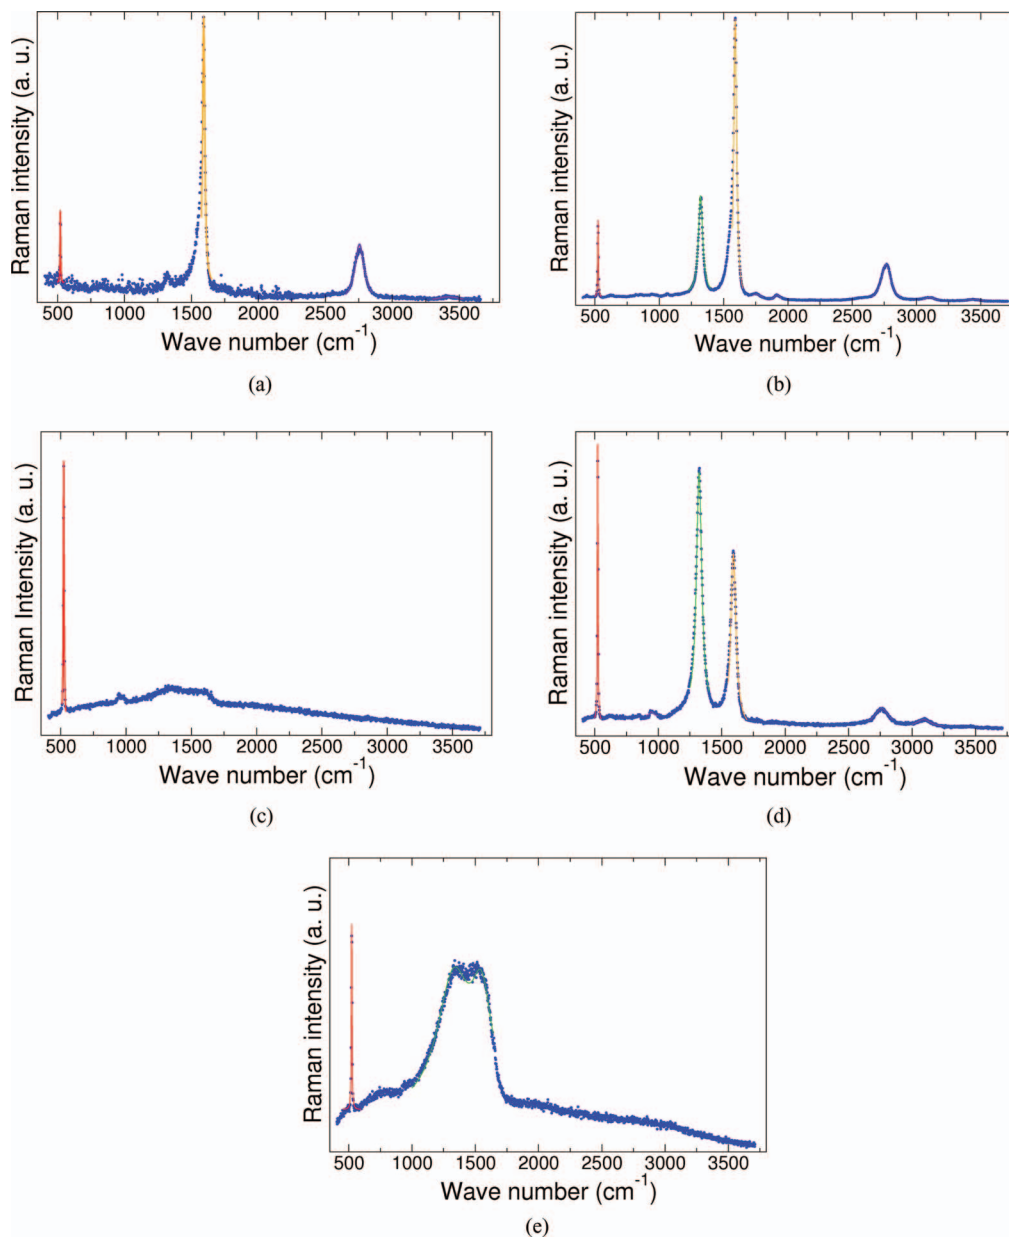 Raman intensity (a. u.)
500 1000 1500 2000 2500 3000 3500
Wave number (cm-1)
(a)
Raman intensity (a. u.)
500 1000 1500 2000 2500 3000 3500
Wave number (cm-1)
(b)
Raman Intensity (a. u.)
500 1000 1500 2000 2500 3000 3500
Wave number (cm-1)
(c)
Raman intensity (a. u.)
500 1000 1500 2000 2500 3000 3500
Wave number (cm-1)
(d)
Raman intensity (a. u.)
500 1000 1500 2000 2500 3000 3500
Wave number (cm-1)
(e)